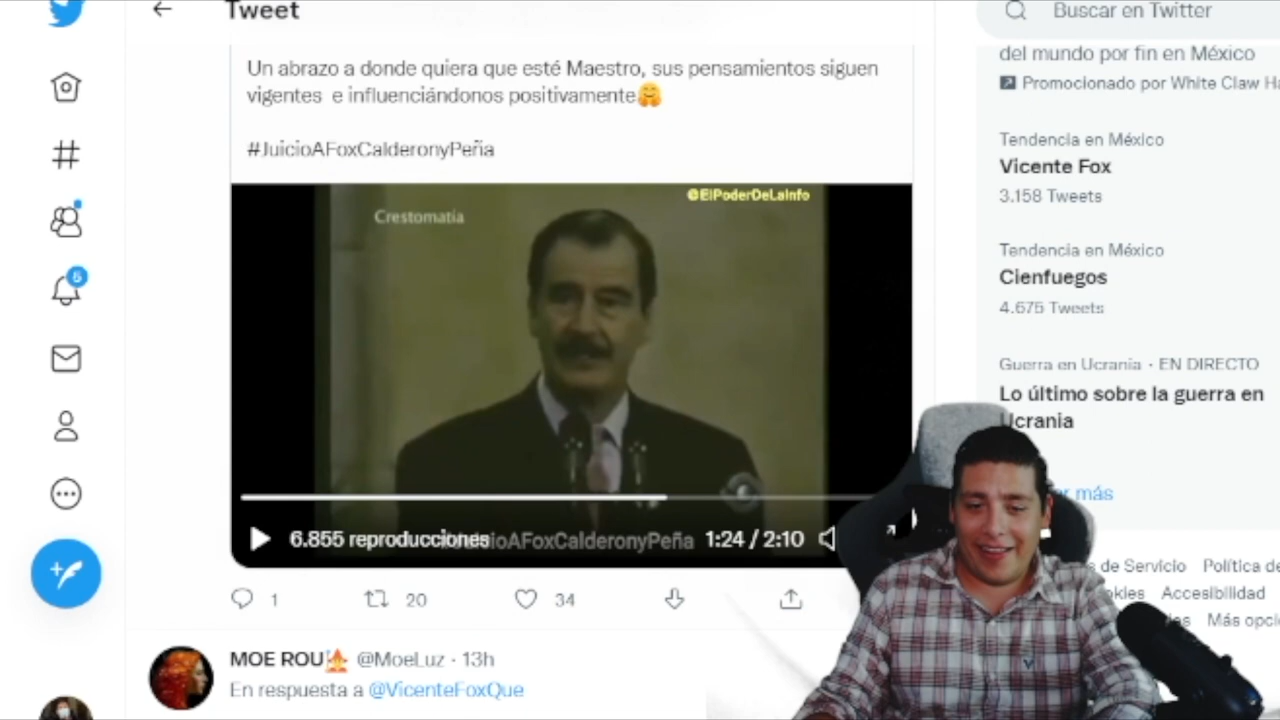 Tweet
Buscar en Twitter
Un abrazo a donde quiera que esté Maestro, sus pensamientos siguen
vigentes e influenciándonos positivamente🤗
#JuicioAFoxCalderonyPeña
@ElPoderDeLaInfo
Crestomatía
6.855 reproducciones
AFoxCalderonyPeña
1:24 / 2:10
1
20
34
MOE ROU @MoeLuz · 13h
En respuesta a @VicenteFoxQue
5
del mundo por fin en México
Promocionado por White Claw
Tendencia en México
Vicente Fox
3.158 Tweets
Tendencia en México
Cienfuegos
4.675 Tweets
Guerra en Ucrania · EN DIRECTO
Lo último sobre la guerra en
Ucrania
más
de Servicio Política de
Accesibilidad
Más